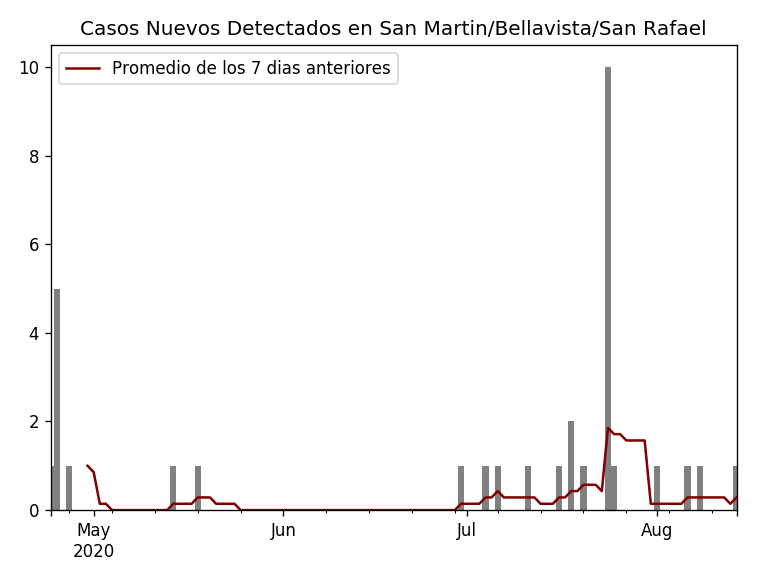 Casos Nuevos Detectados en San Martin/Bellavista/San Rafael
Promedio de los 7 dias anteriores
10
8
6
4
2
0
May
2020
Jun
Jul
Aug